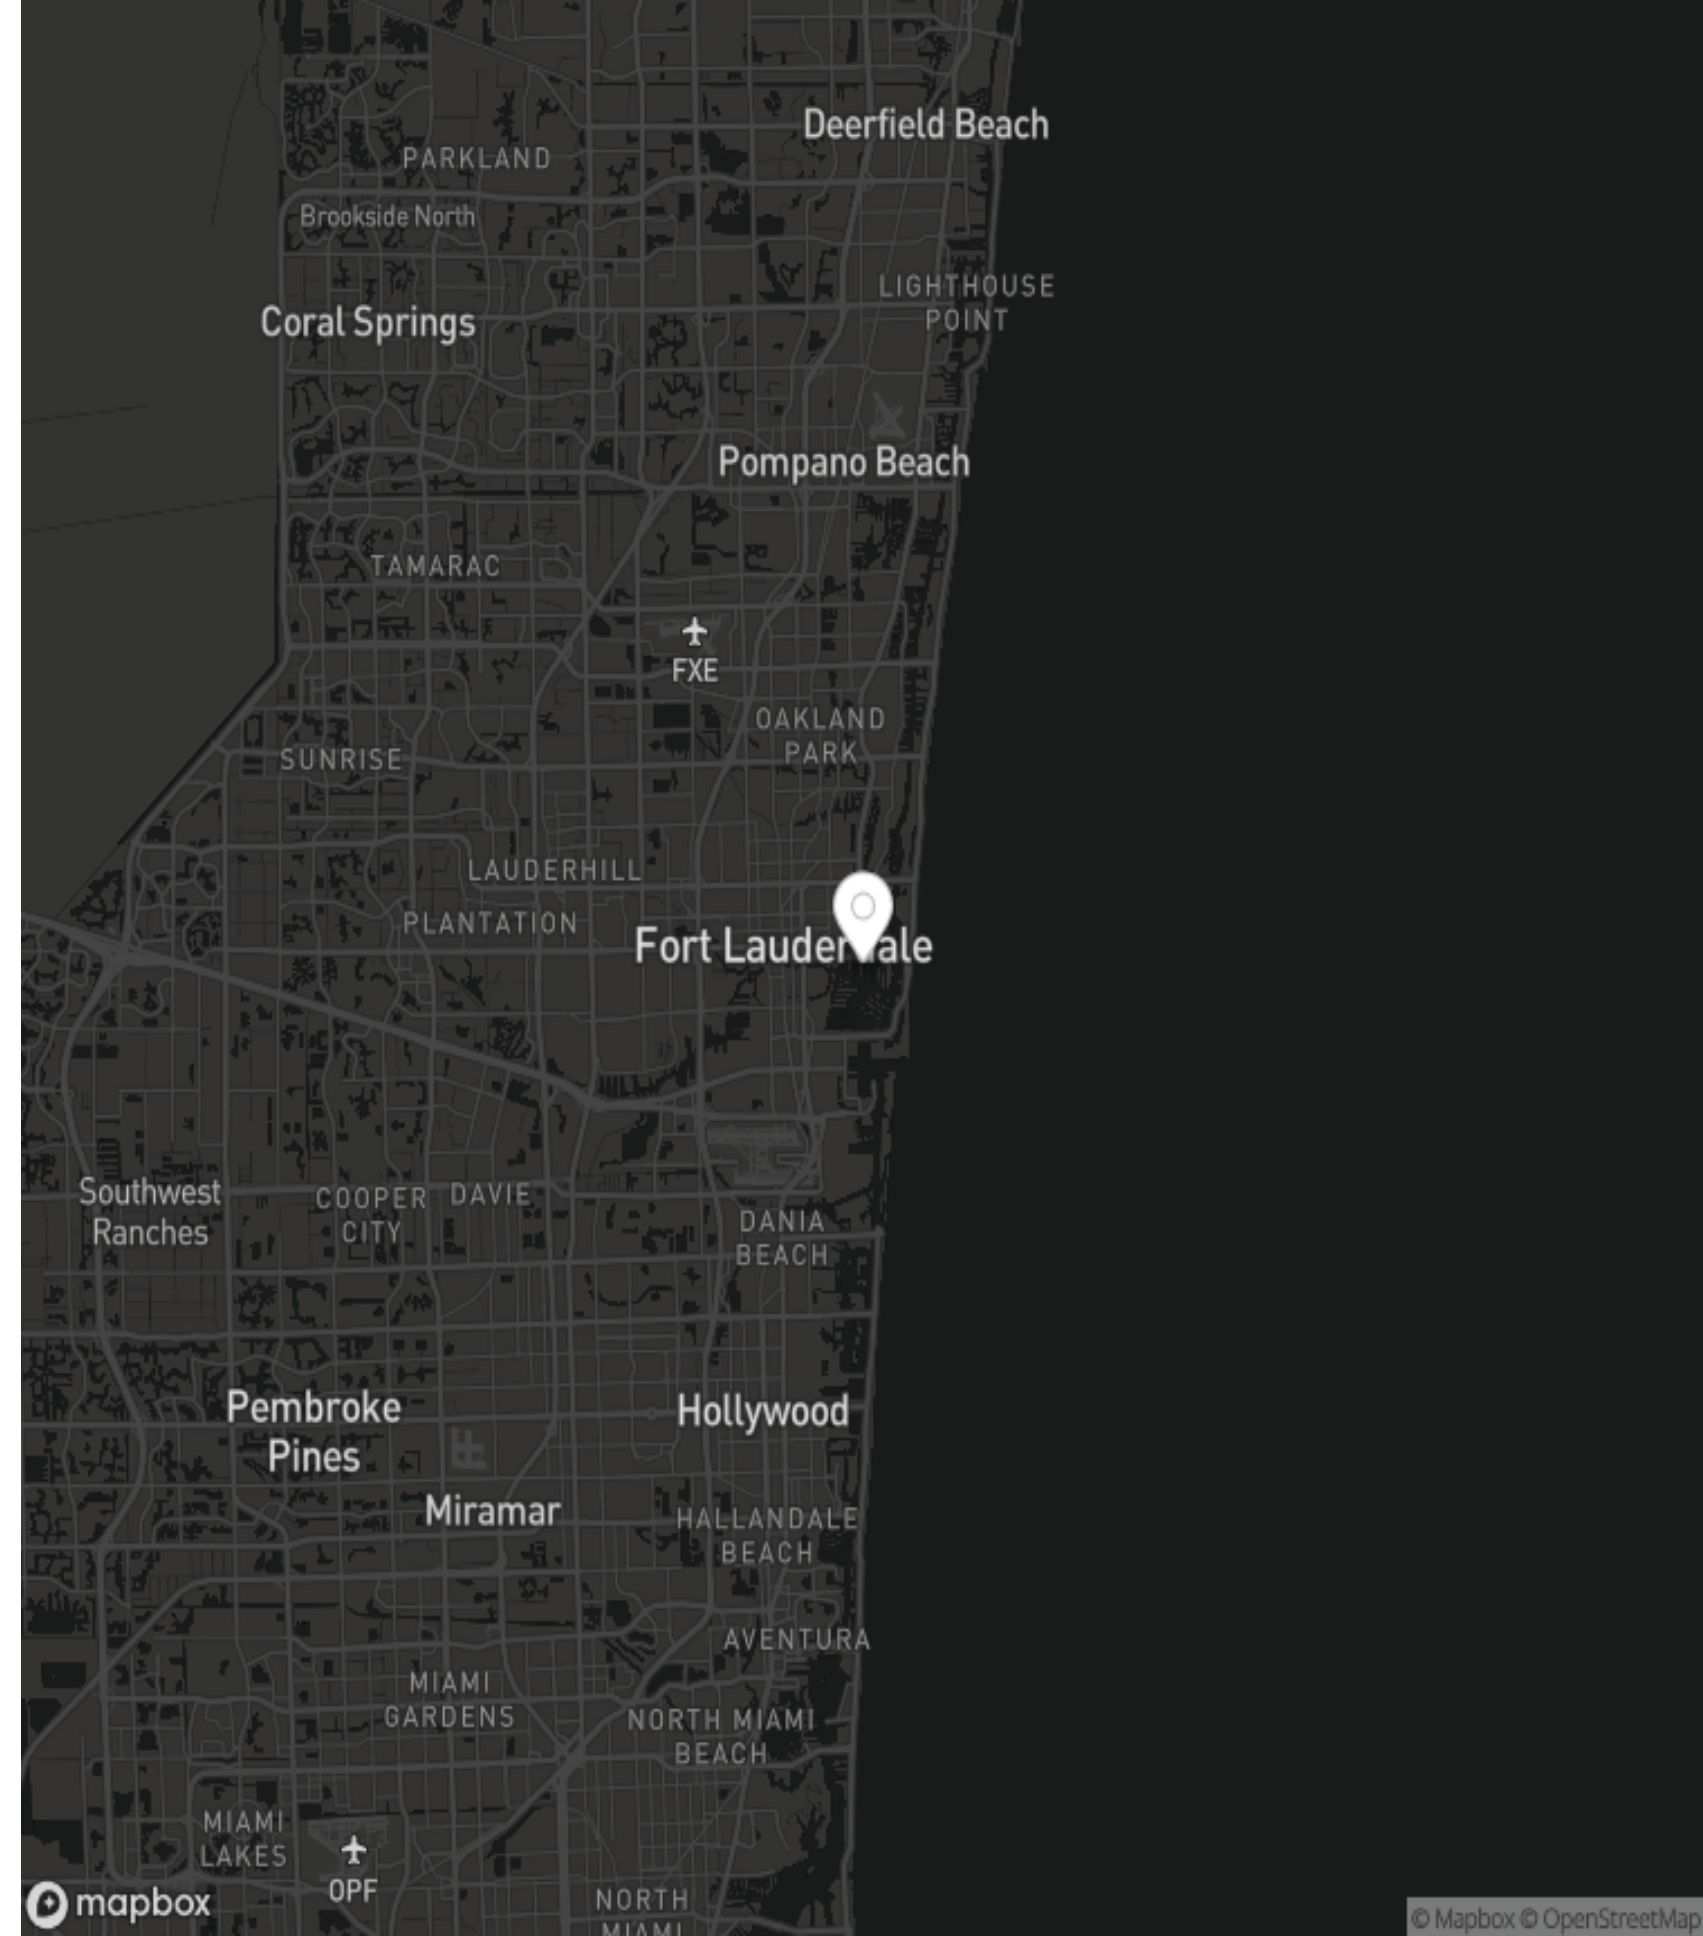 Deerfield Beach
PARKLAND
Brookside North
LIGHTHOUSE
POINT
Coral Springs
Pompano Beach
TAMARAC
FXE
OAKLAND
PARK
SUNRISE
LAUDERHILL
PLANTATION
Fort Lauderdale
Southwest
Ranches
COOPER
CITY
DAVIE
DANIA
BEACH
Pembroke
Pines
Hollywood
Miramar
HALLANDALE
BEACH
AVENTURA
MIAMI
GARDENS
NORTH MIAMI
BEACH
MIAMI
LAKES
OPF
NORTH
MIAMI
mapbox
© Mapbox © OpenStreetMap